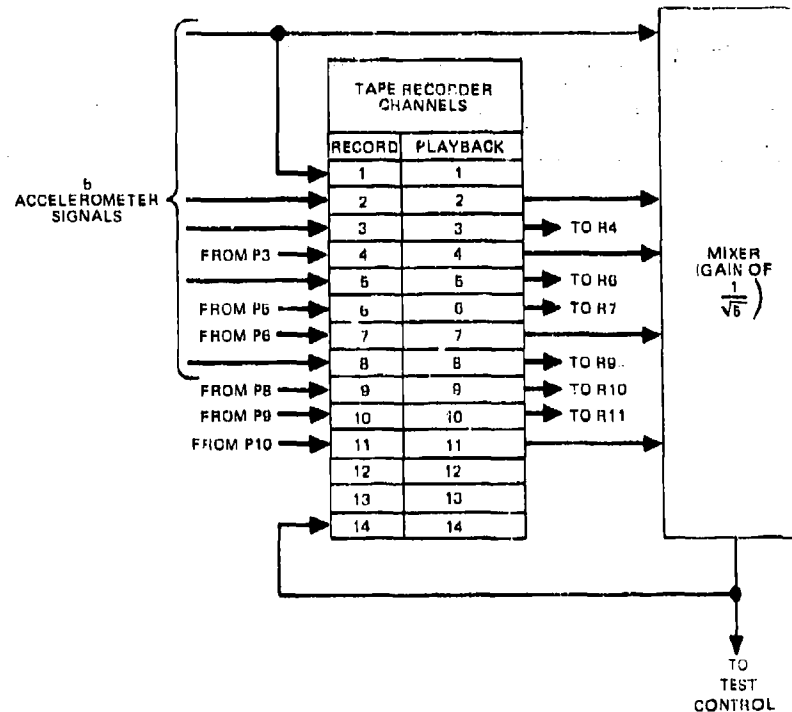 TAPE RECORDER
CHANNELS
RECORD PLAYBACK
1 1
2 2
3 3 TO R4
FROM P3 4 4
5 5 TO R6
FROM P5 6 6 TO R7
FROM P6 7 7
8 8 TO R9
FROM P8 9 9 TO R10
FROM P9 10 10 TO R11
FROM P10 11 11
12 12
13 13
14 14
5
ACCELEROMETER
SIGNALS
MIXER
(GAIN OF
1
√5 )
TO
TEST
CONTROL